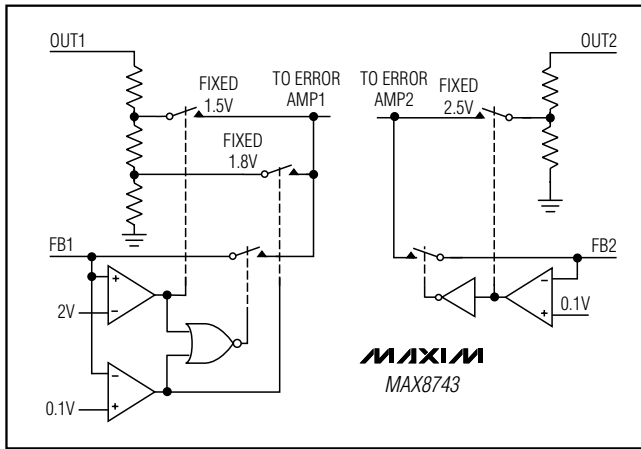 OUT1
OUT2
FIXED
1.5V
TO ERROR
AMP1
TO ERROR
AMP2
FIXED
2.5V
FIXED
1.8V
FB1
FB2
+
−
2V
−
+
0.1V
−
+
0.1V
MAXIM
MAX8743